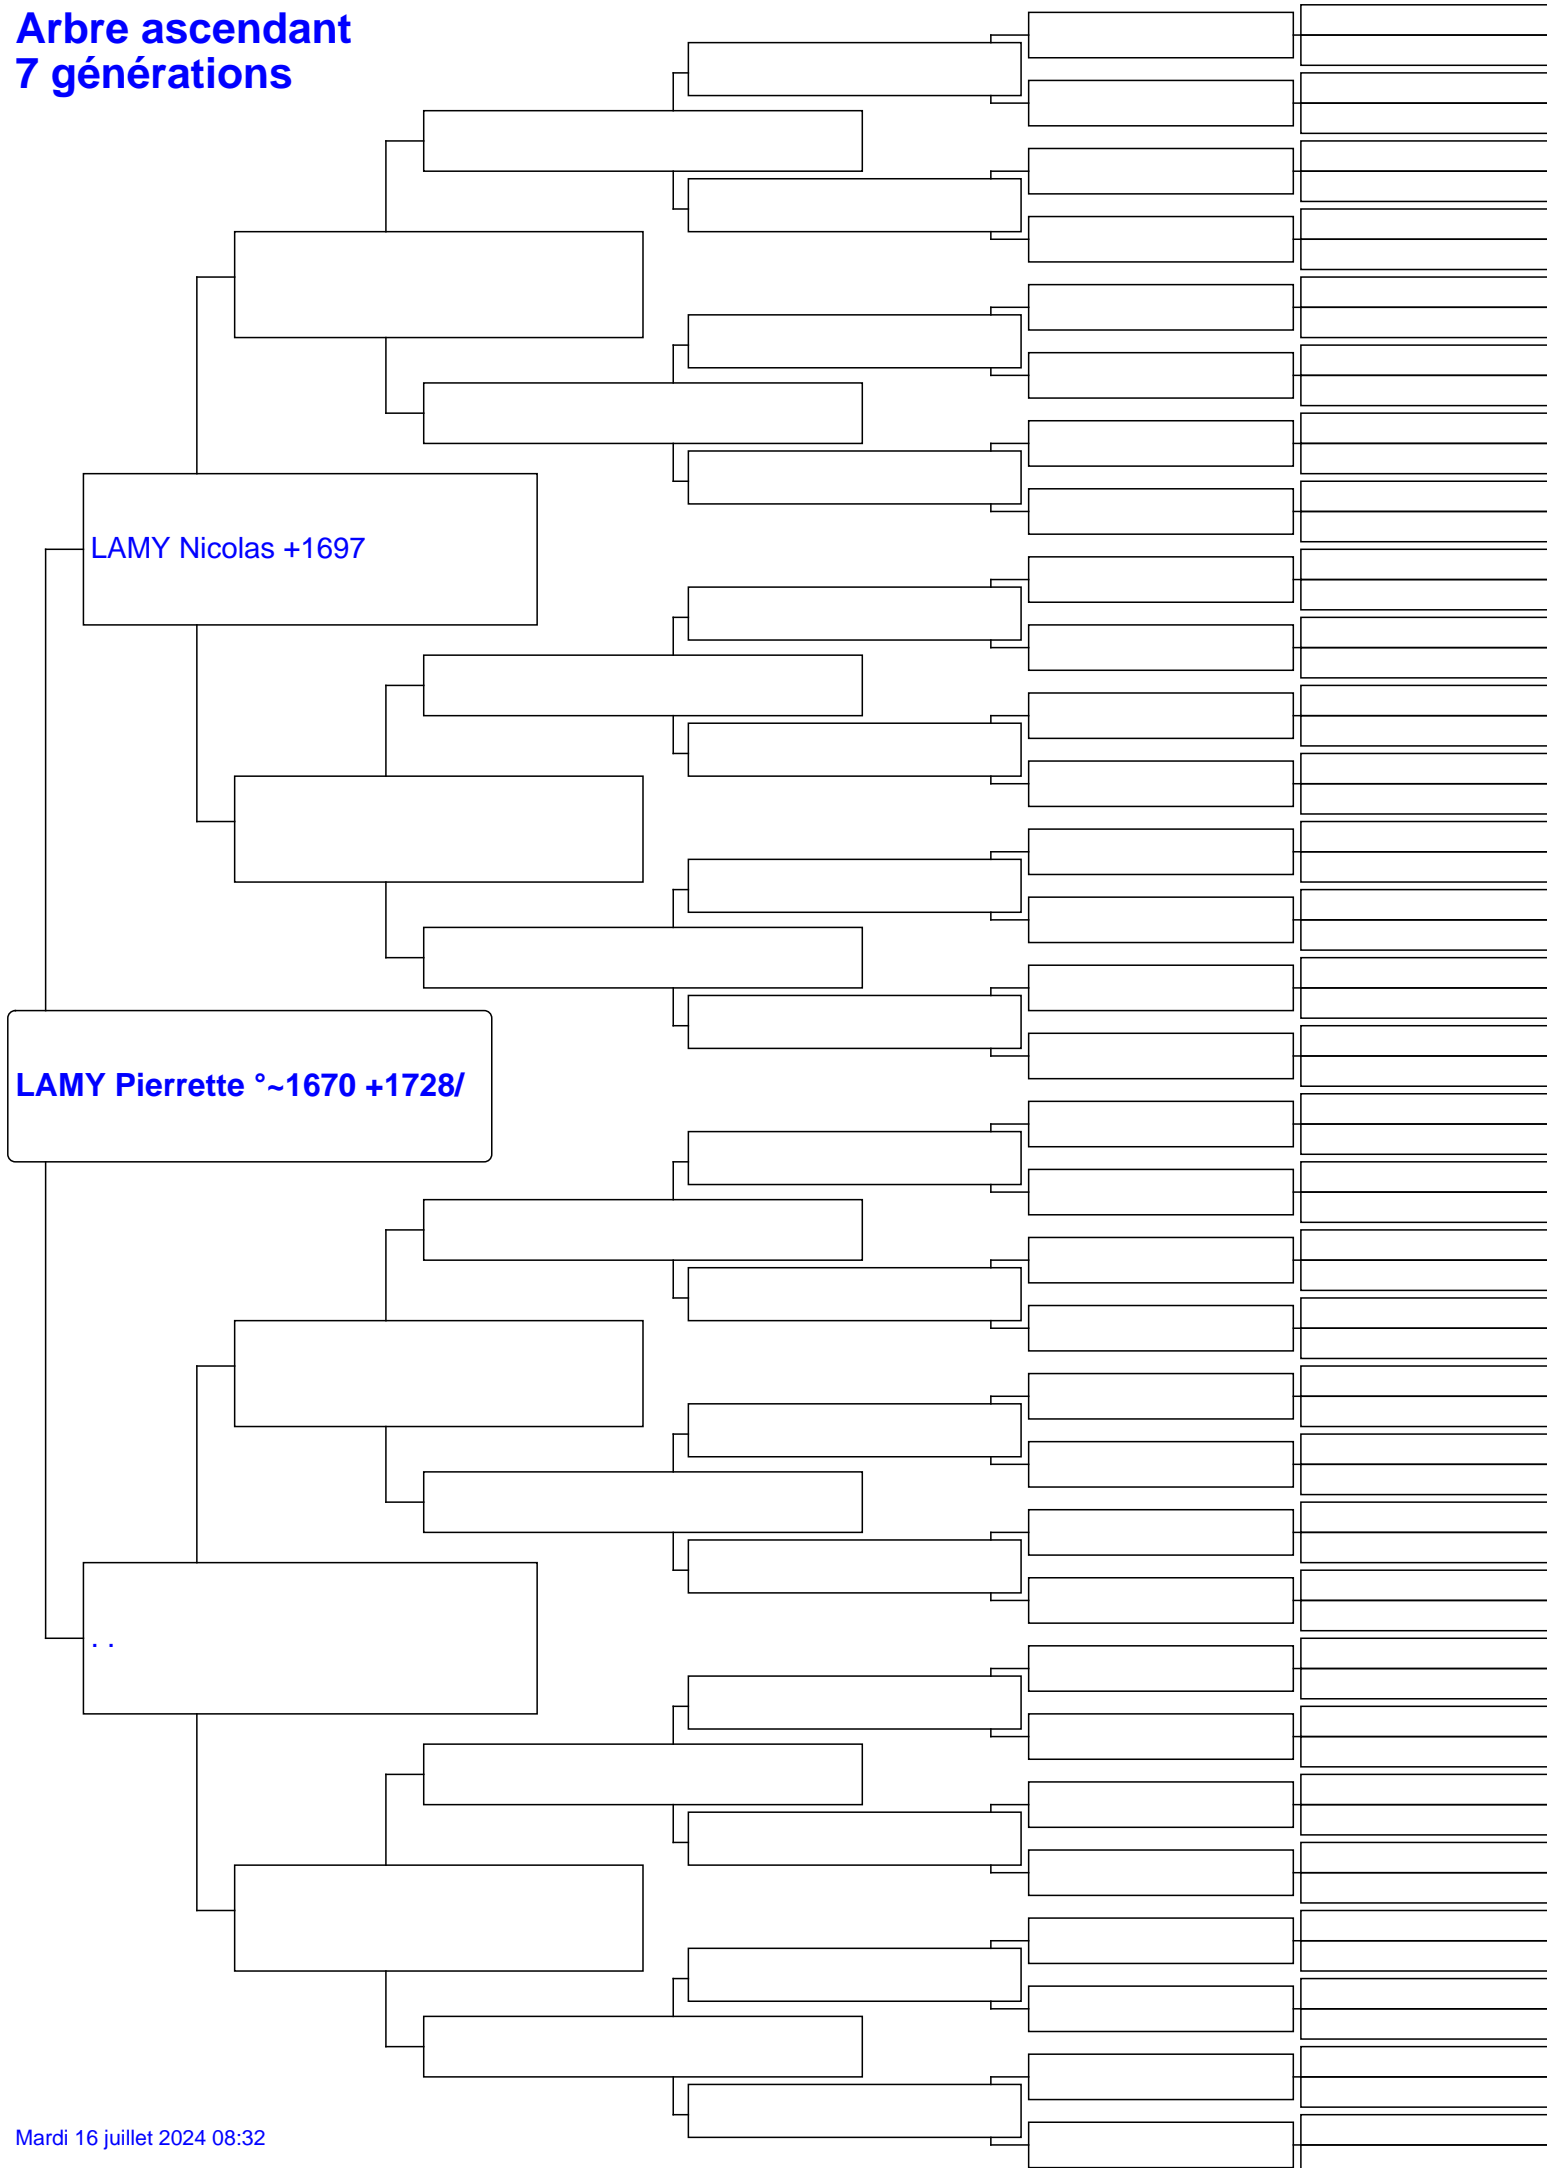 Arbre ascendant
7 générations
LAMY Nicolas +1697
LAMY Pierrette °~1670 +1728/
. .
Mardi 16 juillet 2024 08:32